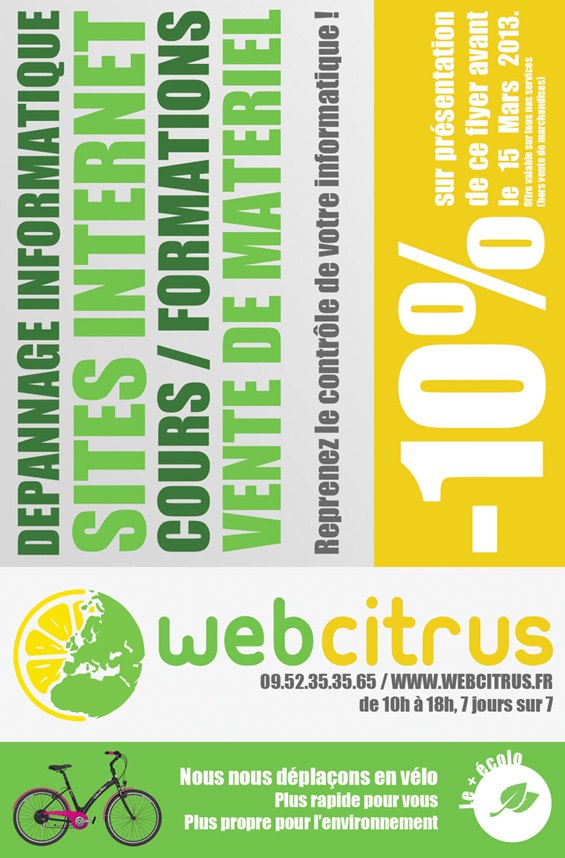 DEPANNAGE INFORMATIQUE
SITES INTERNET
COURS / FORMATIONS
VENTE DE MATERIEL
Reprenez le contrôle de votre informatique !
-10%
sur présentation
de ce flyer avant
le 15 Mars 2013.
Offre valable sur tous nos services
(hors vente de marchandises)
webcitrus
09.52.35.35.65 / WWW.WEBCITRUS.FR
de 10h à 18h, 7 jours sur 7
Nous nous déplaçons en vélo
Plus rapide pour vous
Plus propre pour l'environnement
le + écolo